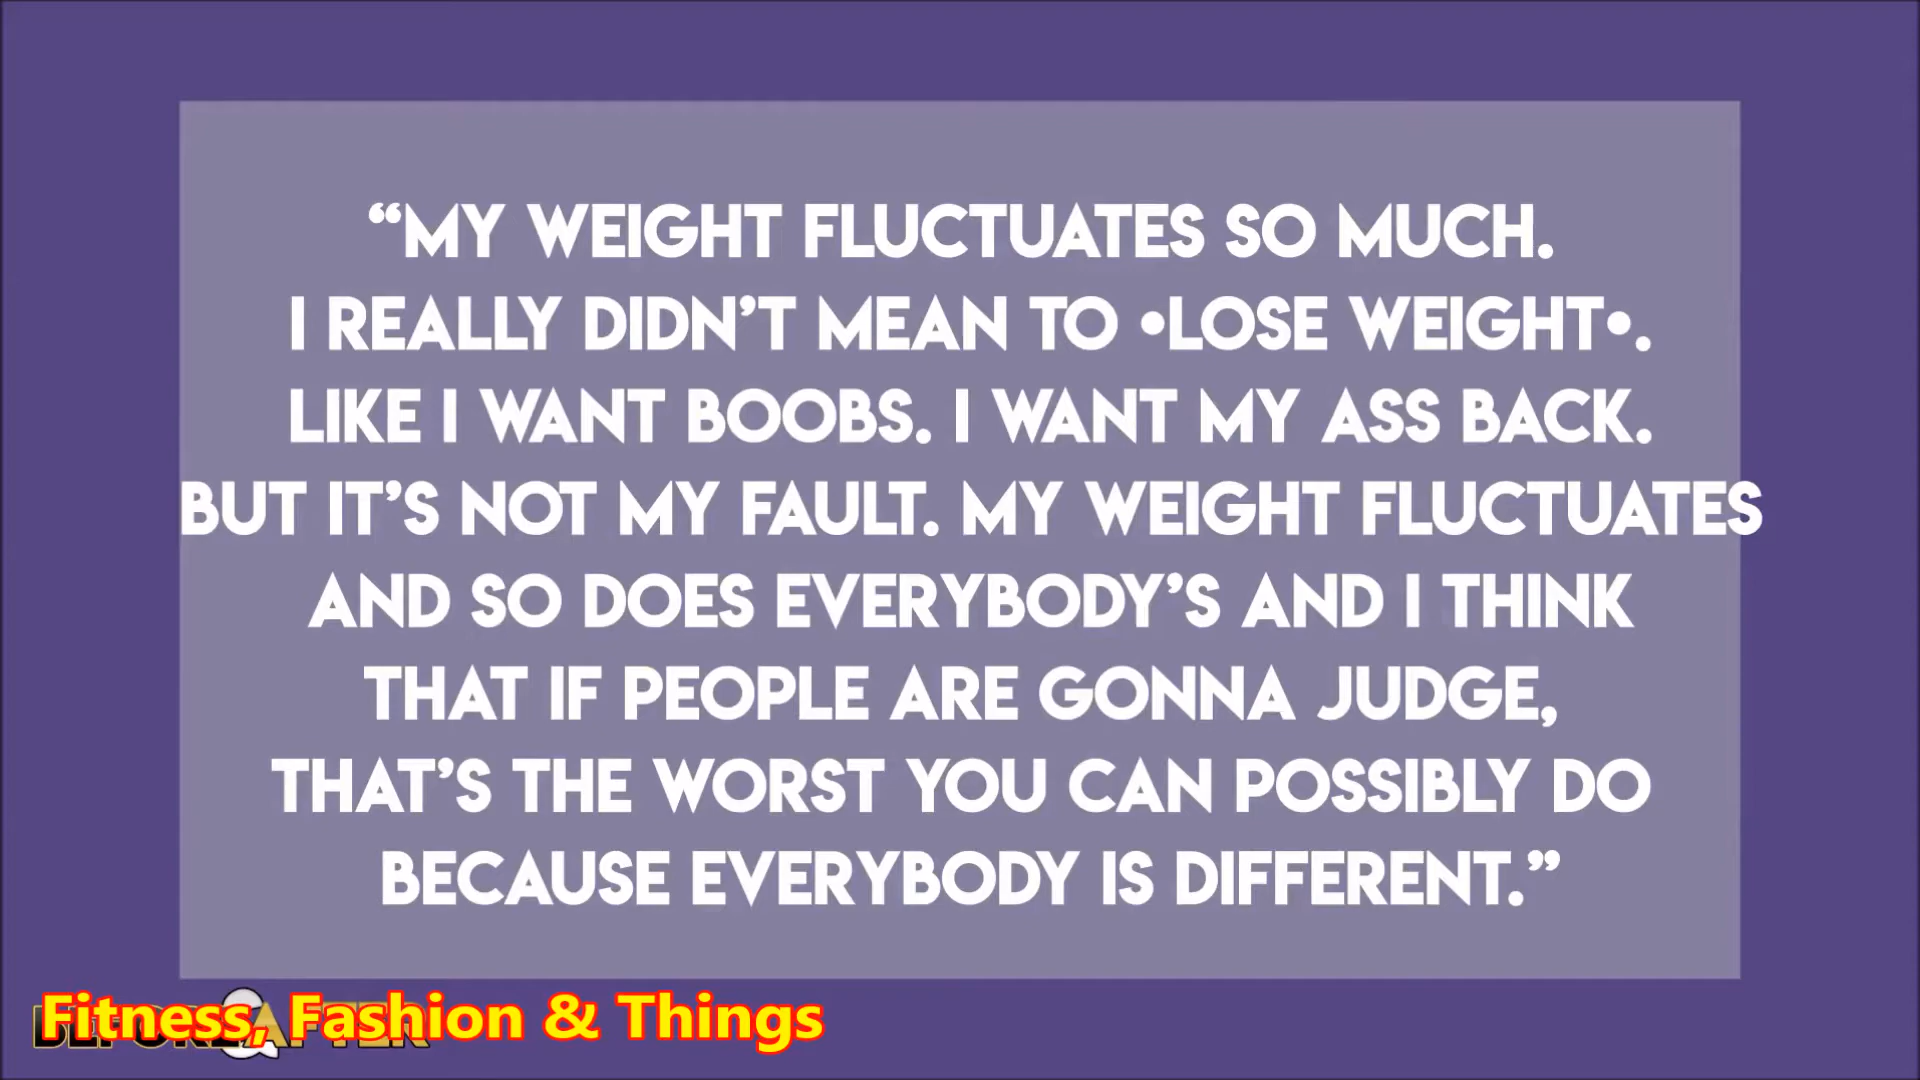 “MY WEIGHT FLUCTUATES SO MUCH.
I REALLY DIDN’T MEAN TO •LOSE WEIGHT•.
LIKE I WANT BOOBS. I WANT MY ASS BACK.
BUT IT’S NOT MY FAULT. MY WEIGHT FLUCTUATES
AND SO DOES EVERYBODY’S AND I THINK
THAT IF PEOPLE ARE GONNA JUDGE,
THAT’S THE WORST YOU CAN POSSIBLY DO
BECAUSE EVERYBODY IS DIFFERENT.”
Fitness, Fashion & Things